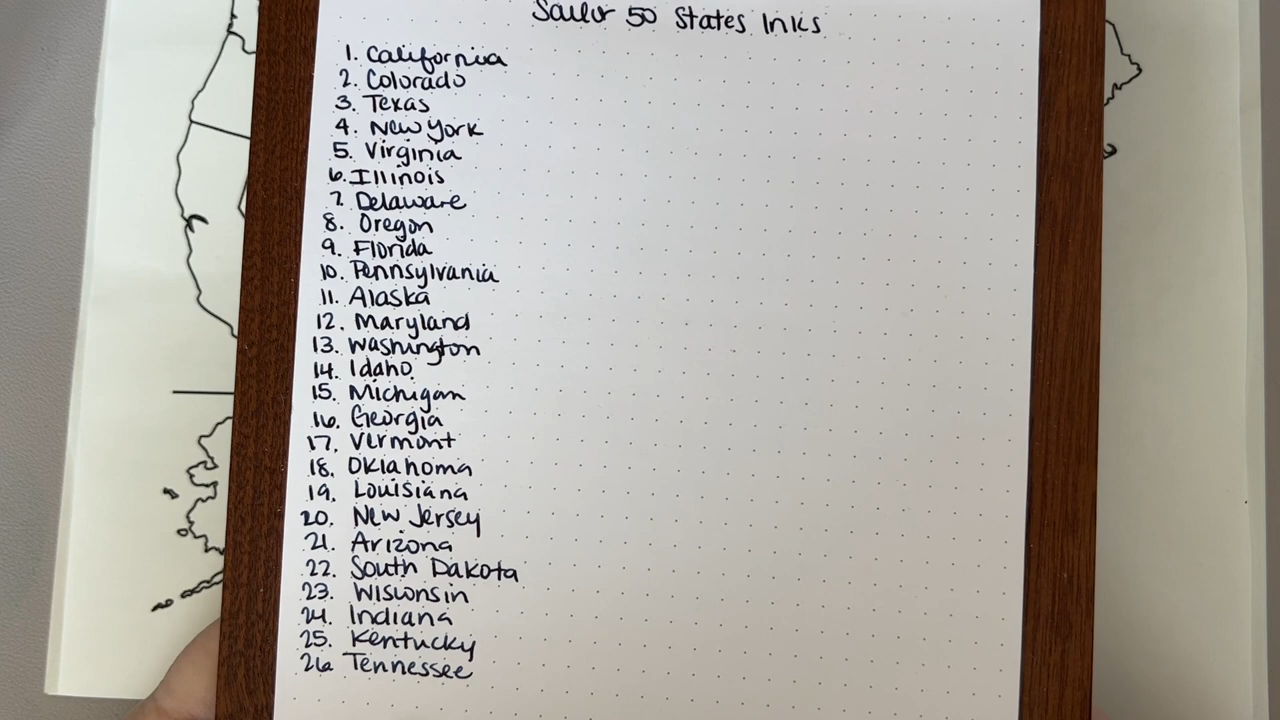 Sailor 50 States Inks
1. California
2. Colorado
3. Texas
4. New York
5. Virginia
6. Illinois
7. Delaware
8. Oregon
9. Florida
10. Pennsylvania
11. Alaska
12. Maryland
13. Washington
14. Idaho
15. Michigan
16. Georgia
17. Vermont
18. Oklahoma
19. Louisiana
20. New Jersey
21. Arizona
22. South Dakota
23. Wisconsin
24. Indiana
25. Kentucky
26 Tennessee